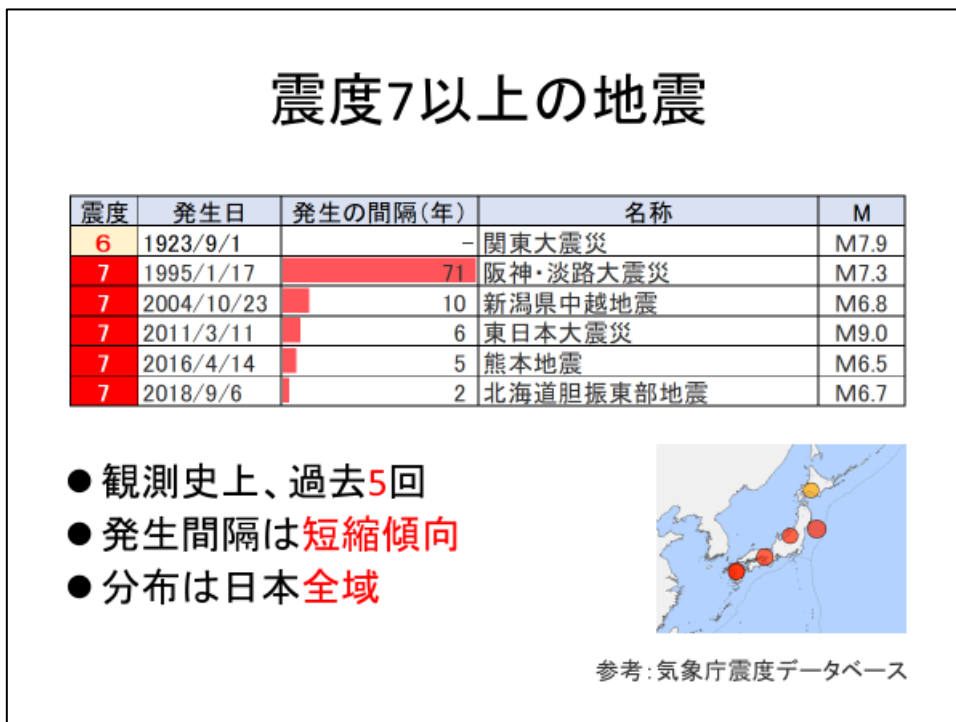 震度7以上の地震
震度 発生日 発生の間隔(年) 名称 M
6 1923/9/1 - 関東大震災 M7.9
7 1995/1/17 71 阪神・淡路大震災 M7.3
7 2004/10/23 10 新潟県中越地震 M6.8
7 2011/3/11 6 東日本大震災 M9.0
7 2016/4/14 5 熊本地震 M6.5
7 2018/9/6 2 北海道胆振東部地震 M6.7
● 観測史上、過去5回
● 発生間隔は短縮傾向
● 分布は日本全域
参考:気象庁震度データベース